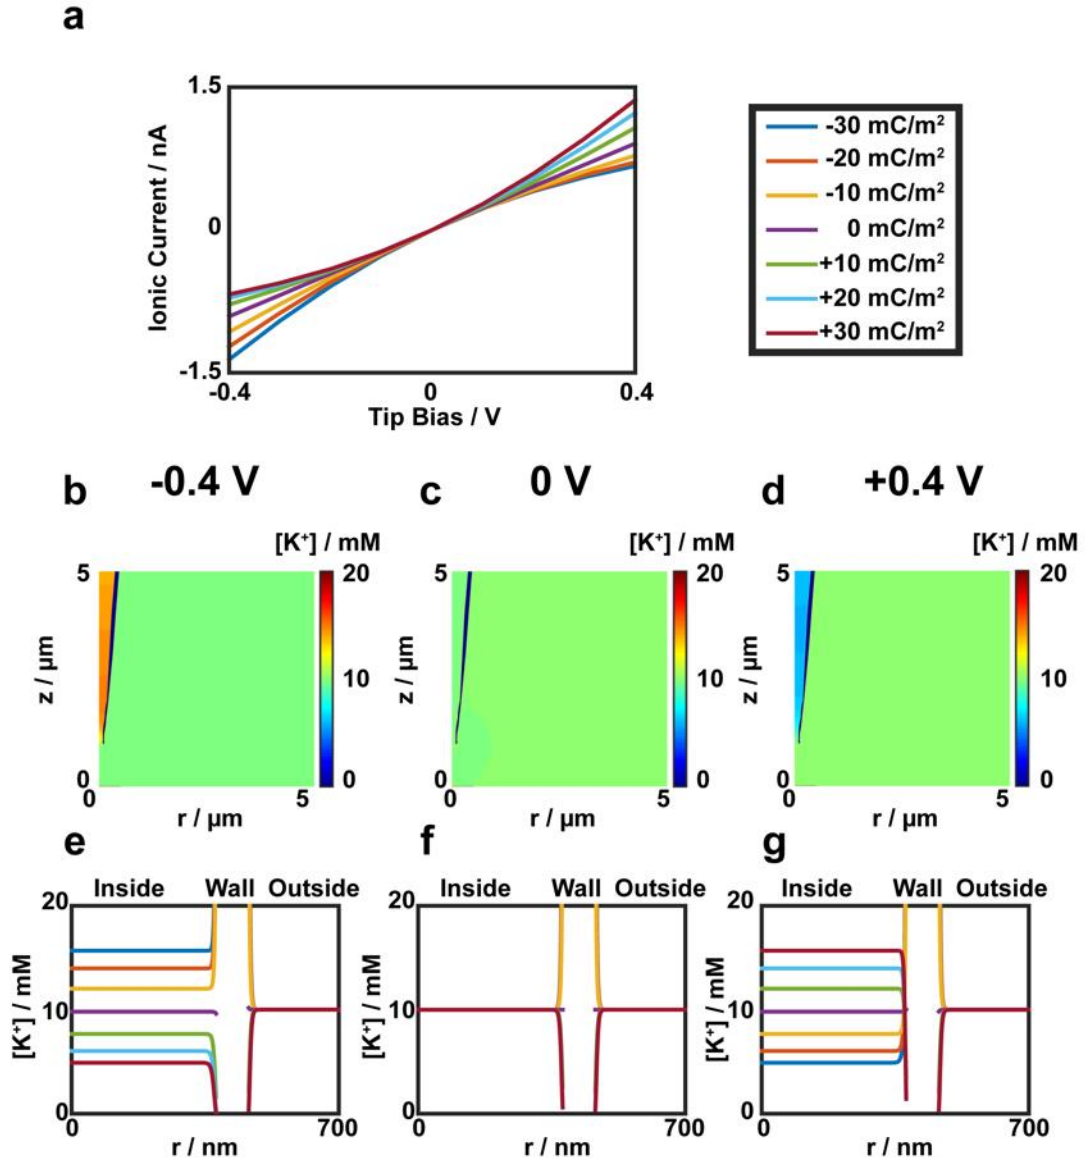 a
1.5
0
-1.5
Ionic Current / nA
-0.4
0
0.4
Tip Bias / V
-30 mC/m²
-20 mC/m²
-10 mC/m²
0 mC/m²
+10 mC/m²
+20 mC/m²
+30 mC/m²
b
-0.4 V
c
0 V
d
+0.4 V
[K⁺] / mM
5
z / µm
0
0
5
r / µm
20
10
0
[K⁺] / mM
5
z / µm
0
0
5
r / µm
20
10
0
[K⁺] / mM
5
z / µm
0
0
5
r / µm
20
10
0
e
Inside Wall Outside
20
10
0
[K⁺] / mM
0
700
r / nm
f
Inside Wall Outside
20
10
0
[K⁺] / mM
0
700
r / nm
g
Inside Wall Outside
20
10
0
[K⁺] / mM
0
700
r / nm